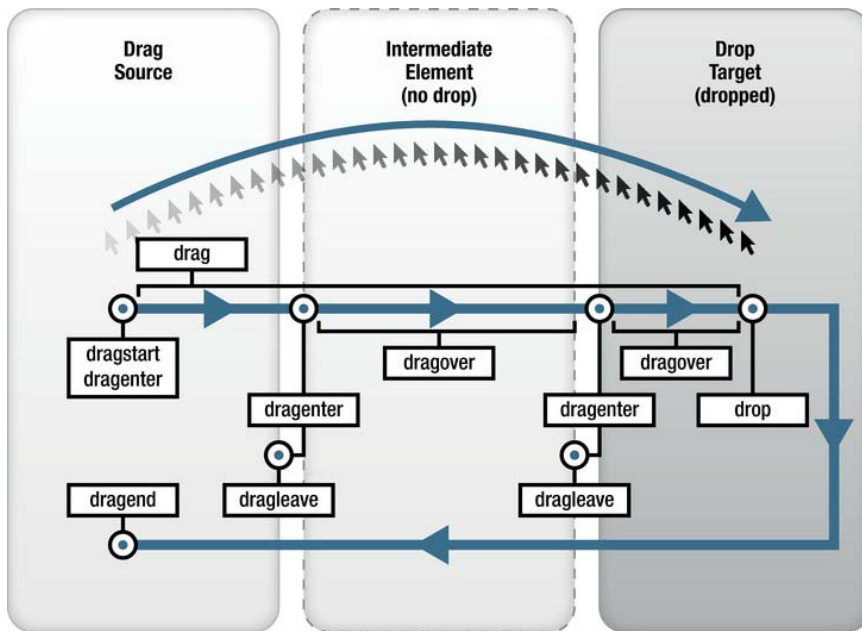 Drag
Source
Intermediate
Element
(no drop)
Drop
Target
(dropped)
drag
dragstart
dragenter
dragover
dragover
dragenter
dragenter
drop
dragend
dragleave
dragleave